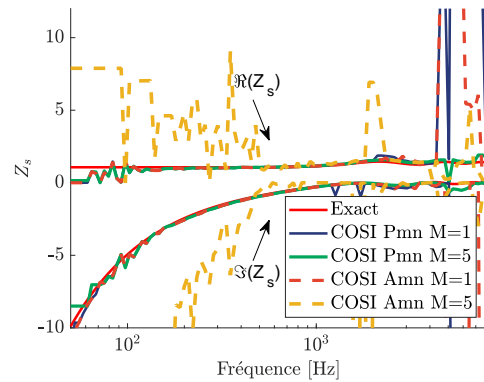 10
5
0
-5
-10
Z_s
ℜ(Z_s)
ℑ(Z_s)
Exact
COSI Pmn M=1
COSI Pmn M=5
COSI Amn M=1
COSI Amn M=5
10^2
10^3
Fréquence [Hz]